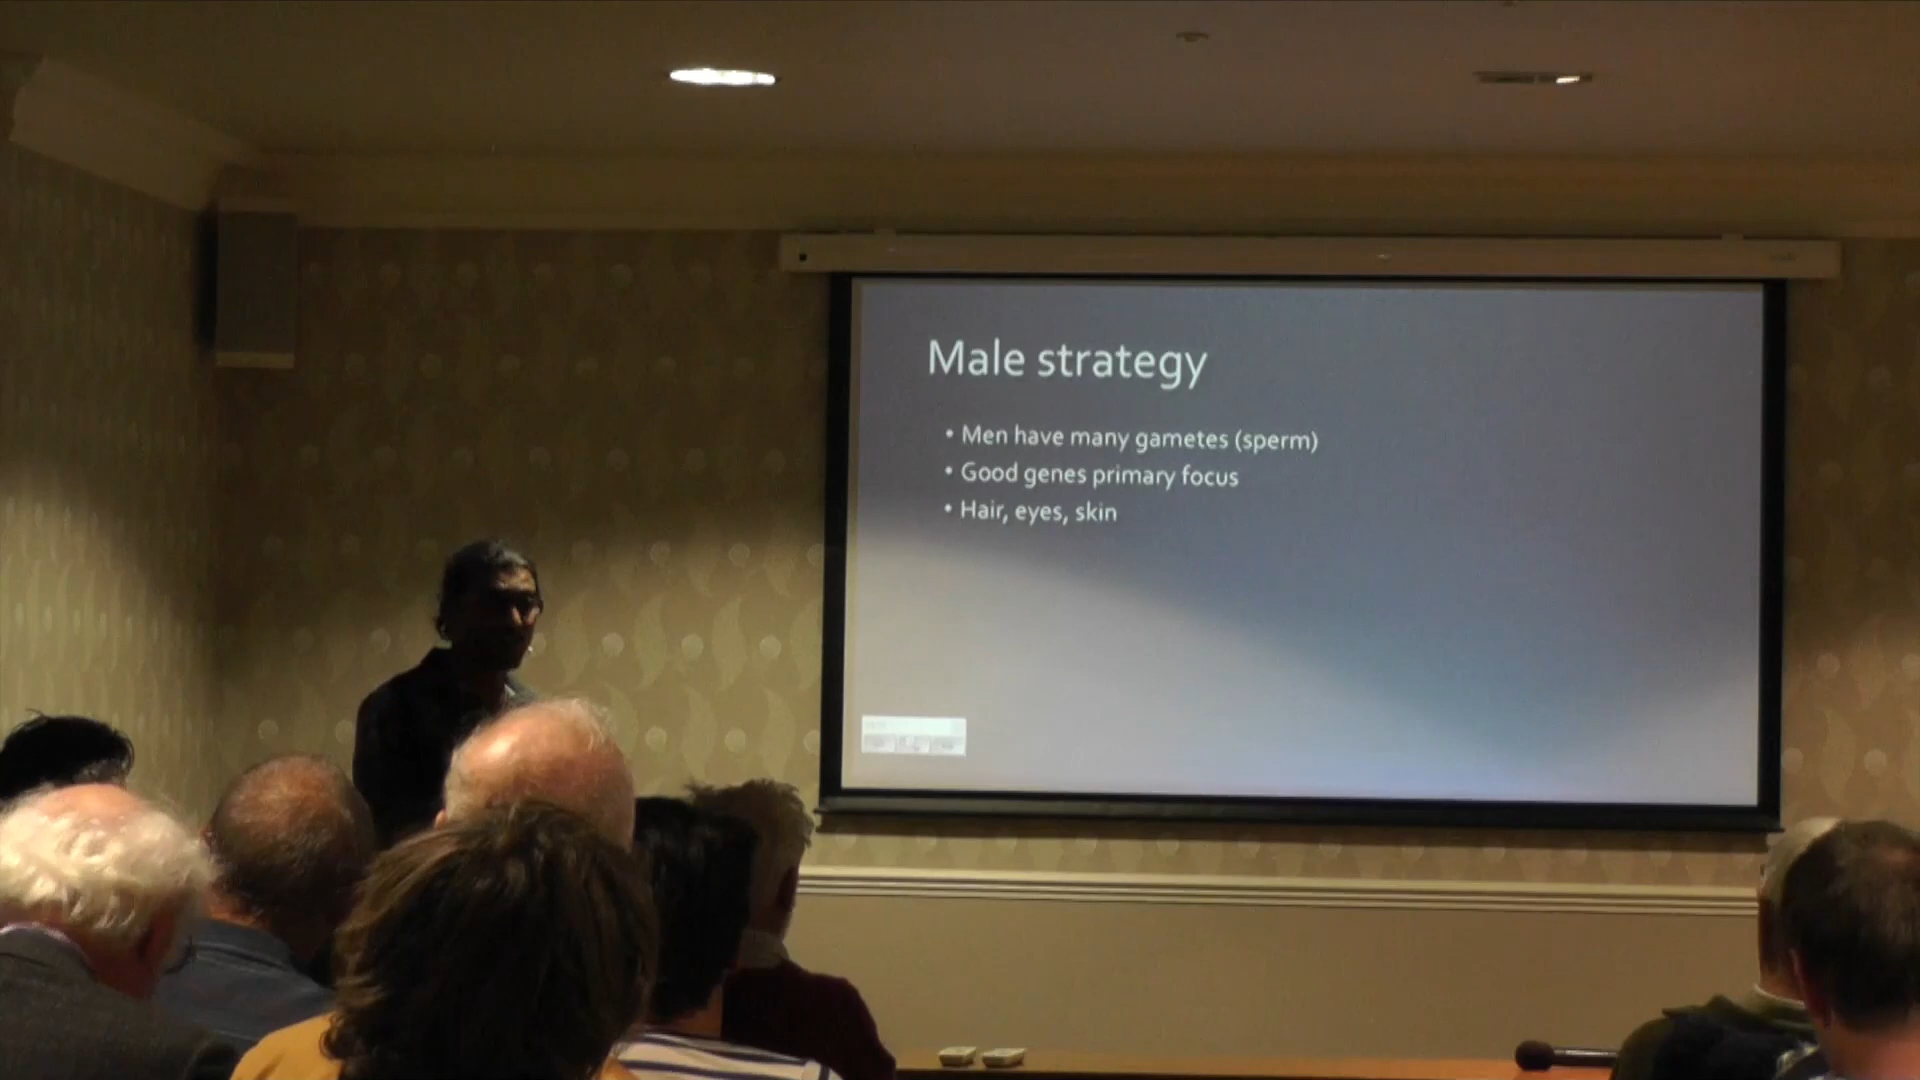 Male strategy
• Men have many gametes (sperm)
• Good genes primary focus
• Hair, eyes, skin